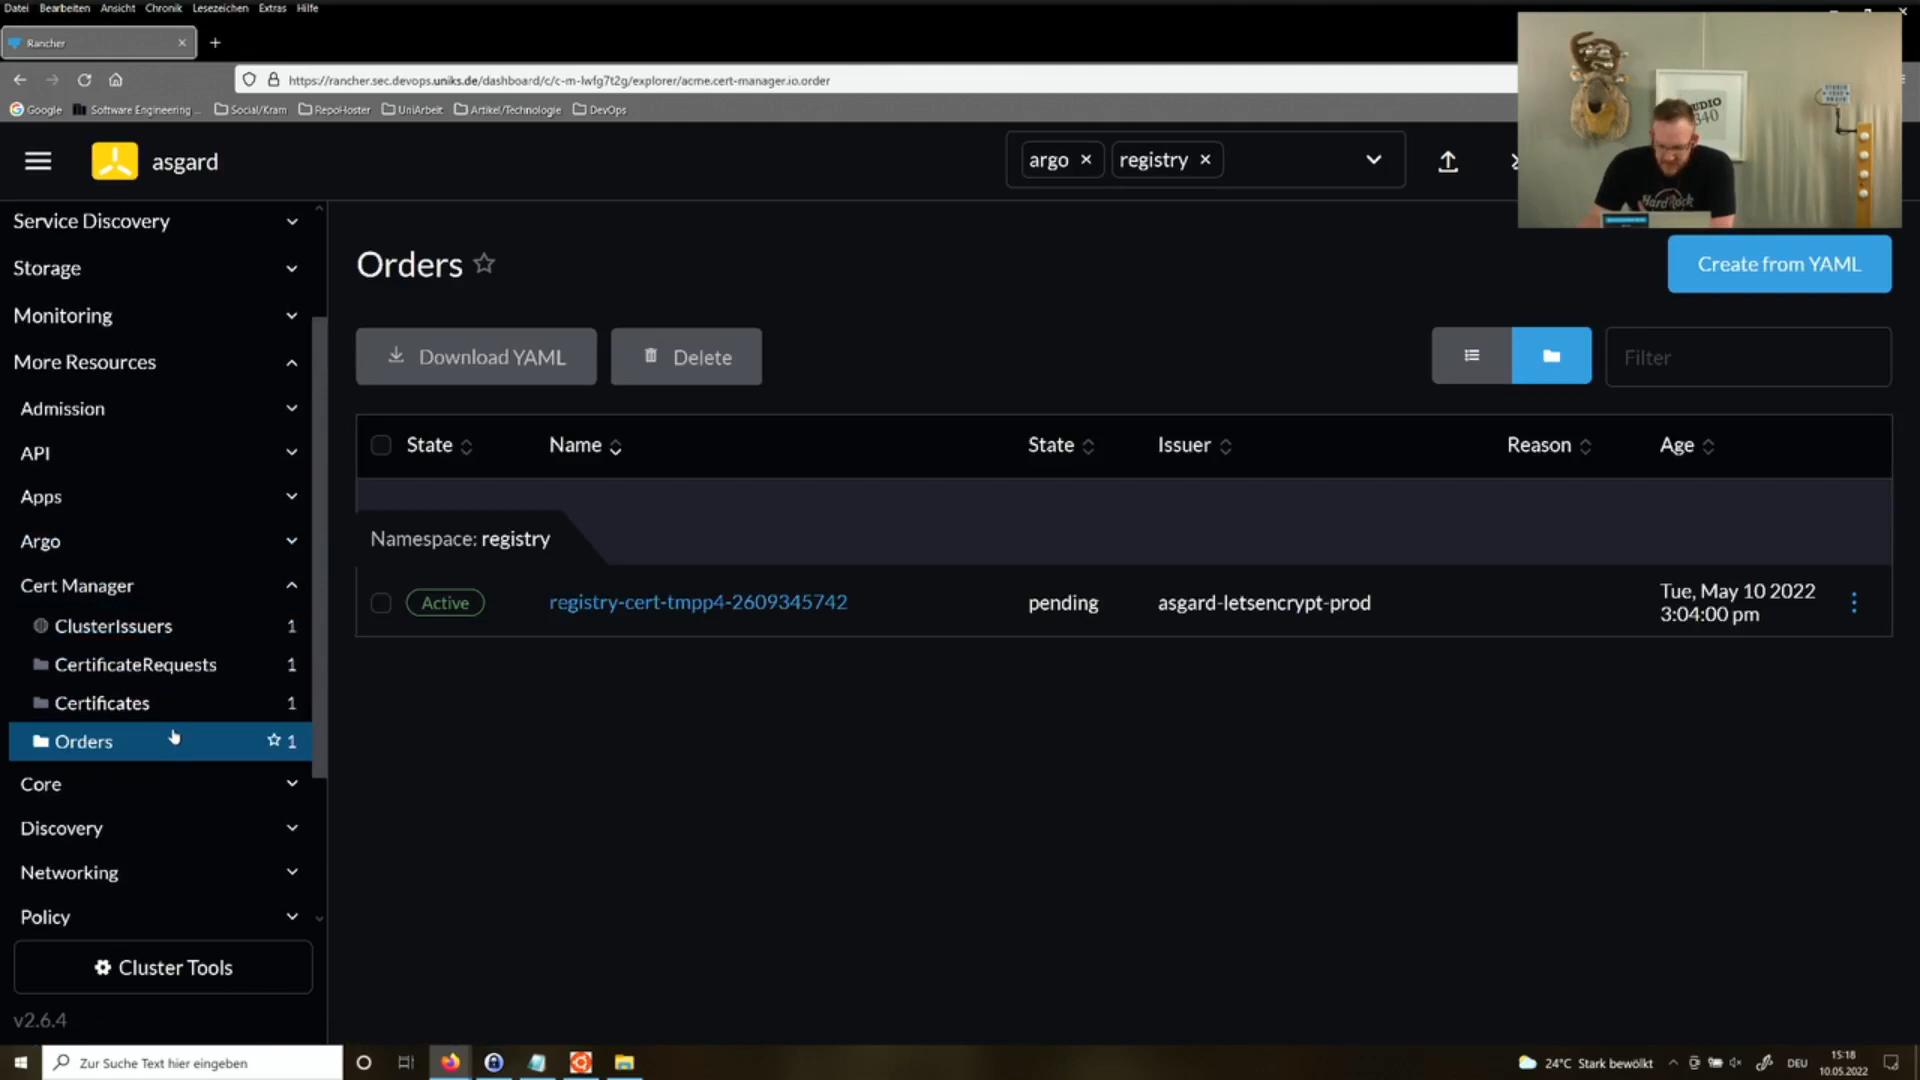 Datei Bearbeiten Ansicht Chronik Lesezeichen Extras Hilfe
Rancher
https://rancher.sec.devops.uniks.de/dashboard/c/c-m-lwfg7t2g/explorer/acme.cert-manager.io.order
Google Software Engineering ... Social/Kram RepoHoster UniArbeit Artikel/Technologie DevOps
asgard
argo registry
Service Discovery
Storage
Monitoring
More Resources
Admission
API
Apps
Argo
Cert Manager
ClusterIssuers 1
CertificateRequests 1
Certificates 1
Orders 1
Core
Discovery
Networking
Policy
Cluster Tools
v2.6.4
Orders
Create from YAML
Download YAML Delete
Filter
State Name State Issuer Reason Age
Namespace: registry
Active registry-cert-tmpp4-2609345742 pending asgard-letsencrypt-prod Tue, May 10 2022
3:04:00 pm
Hard Rock
Zur Suche Text hier eingeben
24°C Stark bewölkt
DEU
15:18
10.05.2022